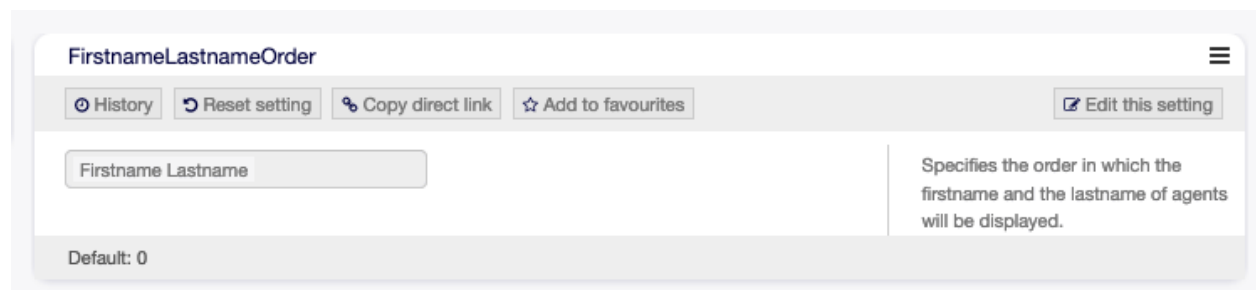 FirstnameLastnameOrder
History Reset setting Copy direct link Add to favourites Edit this setting
Firstname Lastname
Specifies the order in which the
firstname and the lastname of agents
will be displayed.
Default: 0